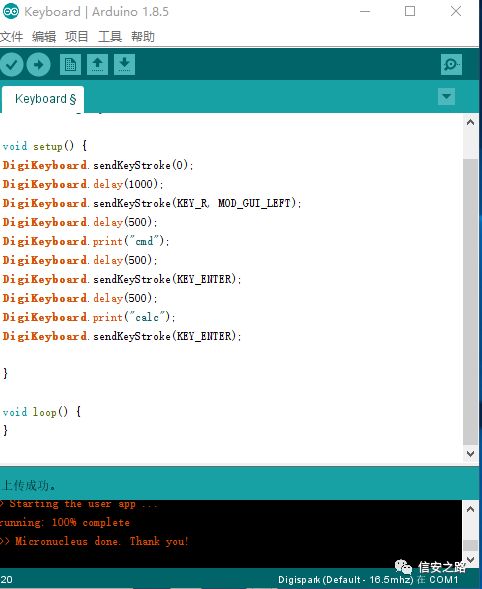 Keyboard | Arduino 1.8.5
文件 编辑 项目 工具 帮助
Keyboard §
void setup() {
DigiKeyboard.sendKeyStroke(0);
DigiKeyboard.delay(1000);
DigiKeyboard.sendKeyStroke(KEY_R, MOD_GUI_LEFT);
DigiKeyboard.delay(500);
DigiKeyboard.print("cmd");
DigiKeyboard.delay(500);
DigiKeyboard.sendKeyStroke(KEY_ENTER);
DigiKeyboard.delay(500);
DigiKeyboard.print("calc");
DigiKeyboard.sendKeyStroke(KEY_ENTER);
}
void loop() {
}
上传成功。
> Starting the user app ...
running: 100% complete
>> Micronucleus done. Thank you!
信安之路
20
Digispark (Default - 16.5mhz) 在 COM1